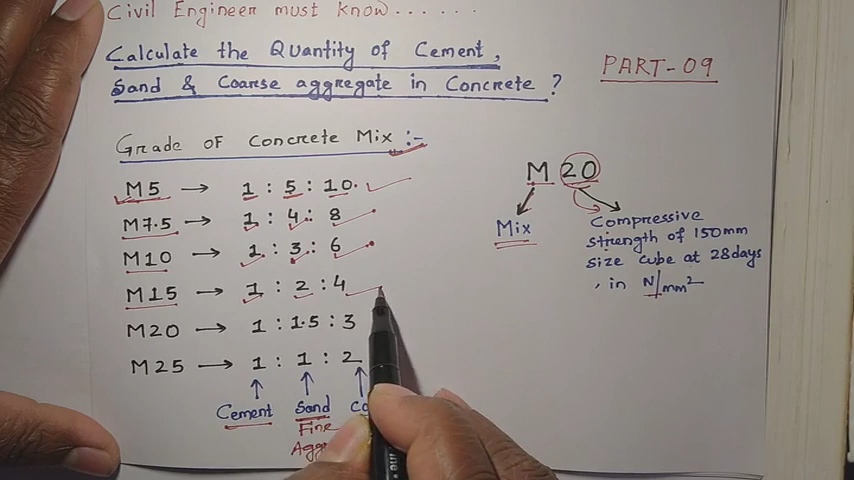 Civil Engineer must know......
Calculate the Quantity of Cement,
Sand & Coarse aggregate in Concrete ?
PART-09
Grade of Concrete Mix :-
M5 → 1 : 5 : 10.
M7.5 → 1 : 4 : 8
M10 → 1 : 3 : 6
M15 → 1 : 2 : 4
M20 → 1 : 1.5 : 3
M25 → 1 : 1 : 2
Cement Sand
Fine
M20
Mix
Compressive
strength of 150mm
size cube at 28days
, in N/mm²